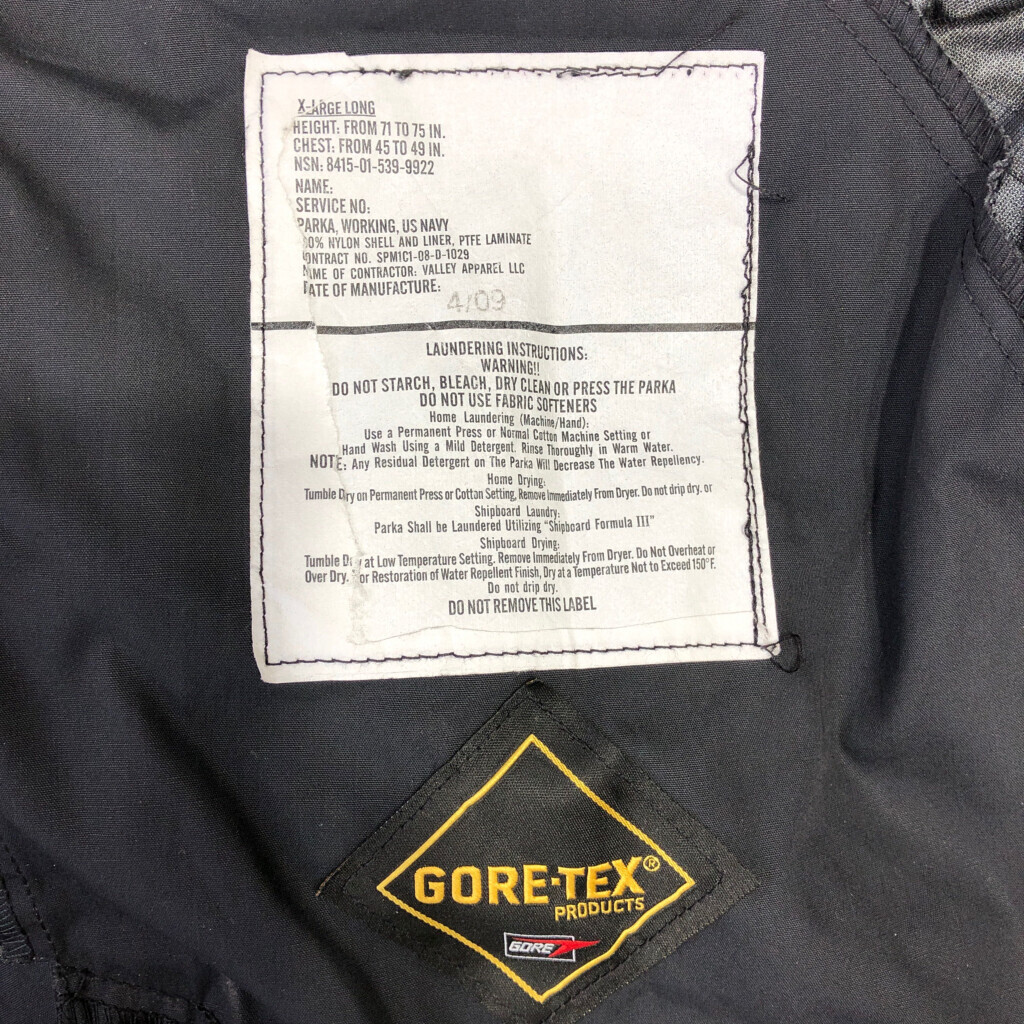 X-LARGE LONG
HEIGHT: FROM 71 TO 75 IN.
CHEST: FROM 45 TO 49 IN.
NSN: 8415-01-539-9922
NAME:
SERVICE NO:
PARKA, WORKING, US NAVY
00% NYLON SHELL AND LINER, PTFE LAMINATE
ONTRACT NO. SPM1C1-08-D-1029
AME OF CONTRACTOR: VALLEY APPAREL LLC
ATE OF MANUFACTURE:
4/09
LAUNDERING INSTRUCTIONS:
WARNING!!
DO NOT STARCH, BLEACH, DRY CLEAN OR PRESS THE PARKA
DO NOT USE FABRIC SOFTENERS
Home Laundering (Machine/Hand):
Use a Permanent Press or Normal Cotton Machine Setting or
Hand Wash Using a Mild Detergent. Rinse Thoroughly in Warm Water.
NOTE: Any Residual Detergent on The Parka Will Decrease The Water Repellency.
Home Drying:
Tumble Dry on Permanent Press or Cottan Setting, Remove Immediately From Dryer. Do not drip dry. or
Shipboard Laundry:
Parka Shall be Laundered Utilizing "Shipboard Formula III"
Shipboard Drying:
Tumble Dry at Low Temperature Setting. Remove Immediately From Dryer. Do Not Overheat or
Over Dry. For Restoration of Water Repellent Finish, Dry at a Temperature Not to Exceed 150°F.
Do not drip dry.
DO NOT REMOVE THIS LABEL
GORE-TEX®
PRODUCTS
GORE